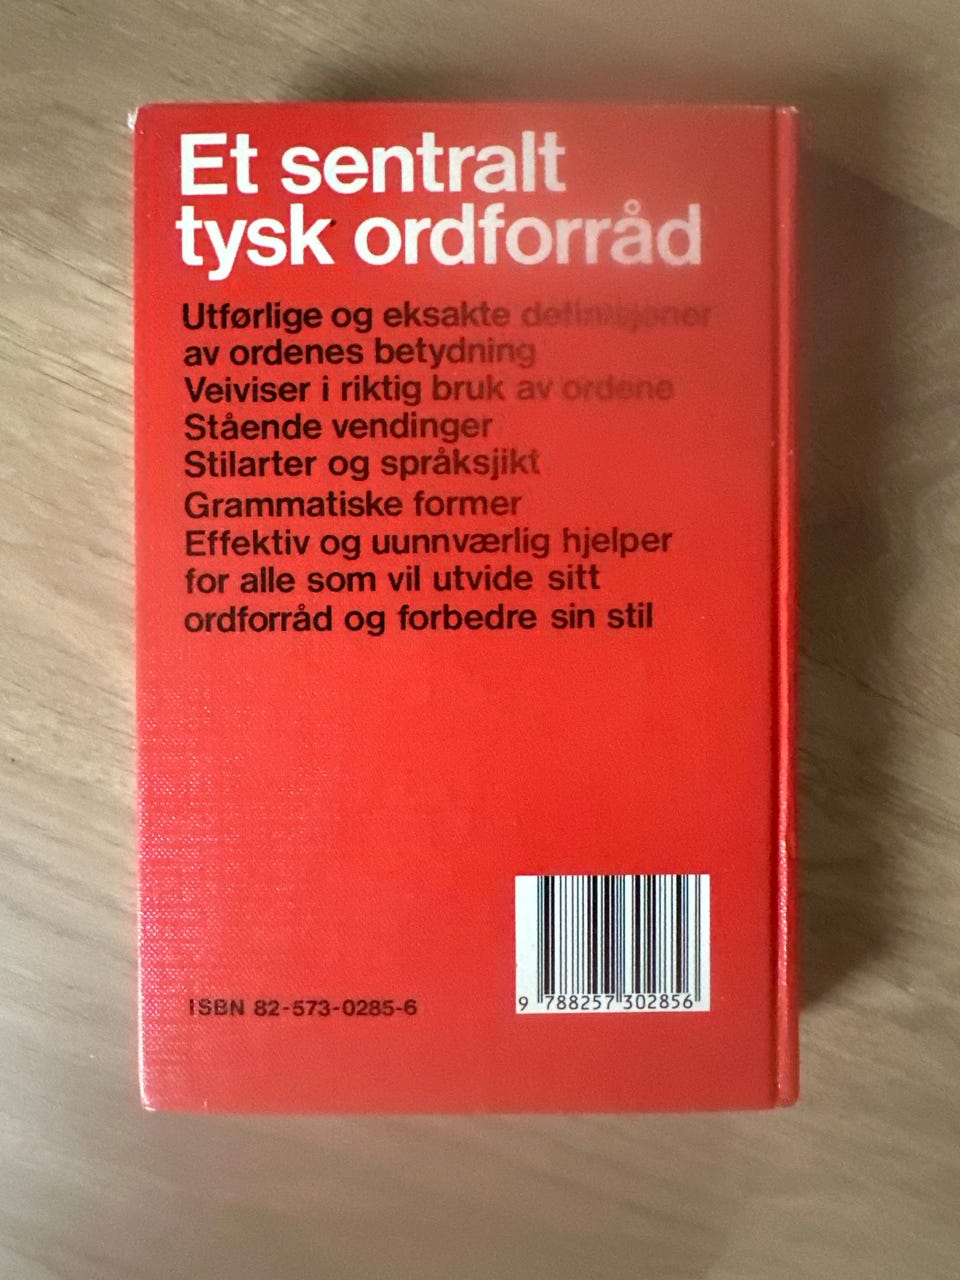 Et sentralt
tysk ordforråd
Utførlige og eksakte definisjoner
av ordenes betydning
Veiviser i riktig bruk av ordene
Stående vendinger
Stilarter og språksjikt
Grammatiske former
Effektiv og uunnværlig hjelper
for alle som vil utvide sitt
ordforråd og forbedre sin stil
ISBN 82-573-0285-6
9 788257 302856